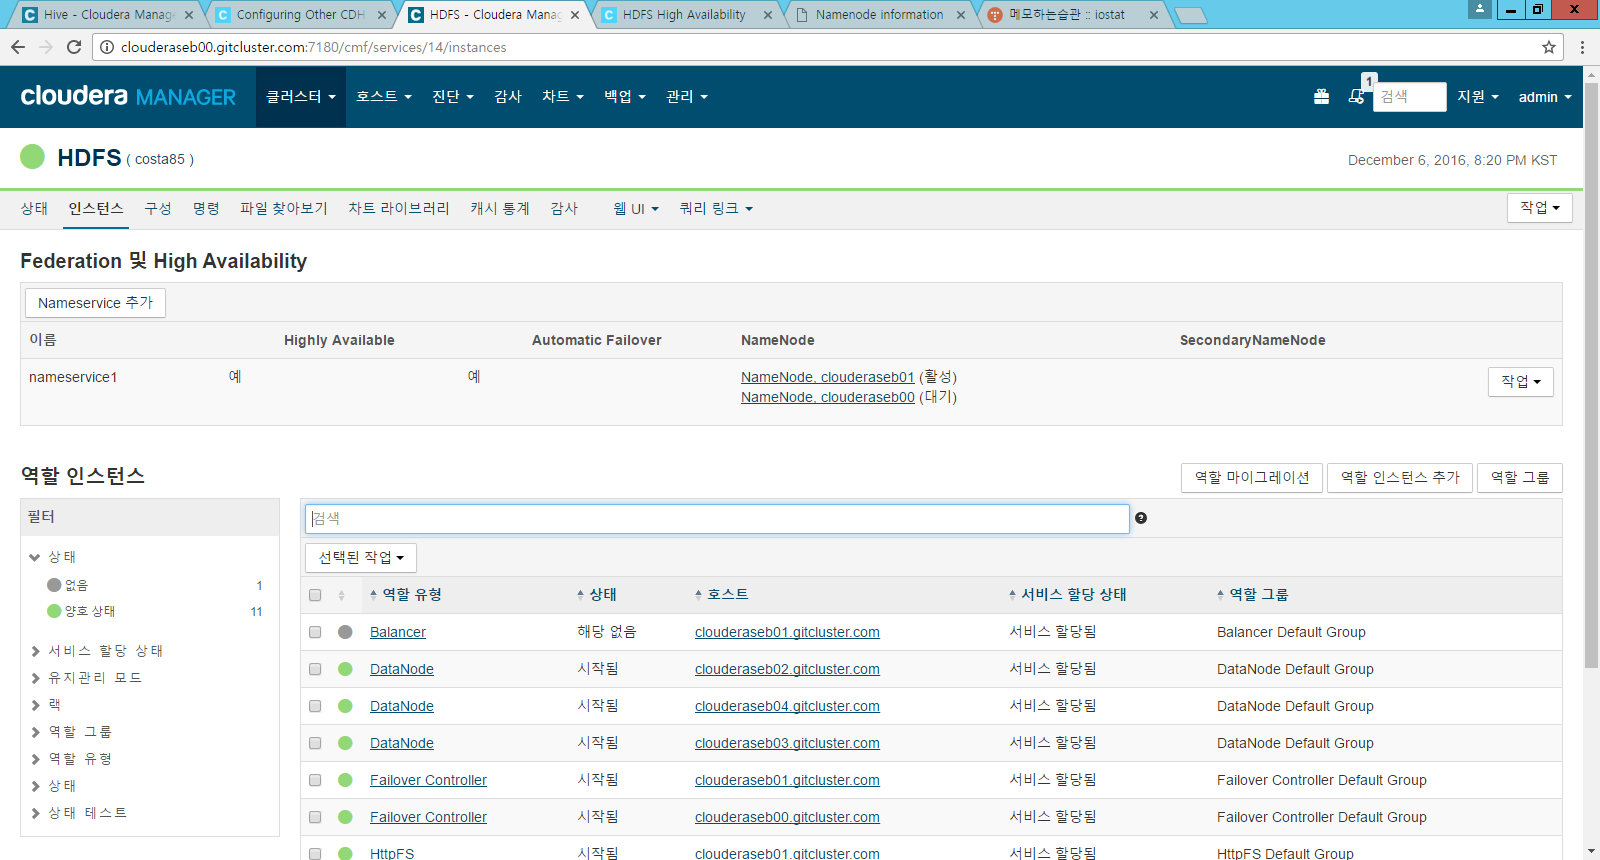 Hive - Cloudera Manage
Configuring Other CDH
HDFS - Cloudera Manag
HDFS High Availability
Namenode information
메모하는습관 :: iostat
clouderaseb00.gitcluster.com:7180/cmf/services/14/instances
cloudera MANAGER
클러스터
호스트
진단
감사
차트
백업
관리
1
검색
지원
admin
HDFS ( costa85 )
December 6, 2016, 8:20 PM KST
상태
인스턴스
구성
명령
파일 찾아보기
차트 라이브러리
캐시 통계
감사
웹 UI
쿼리 링크
작업
Federation 및 High Availability
Nameservice 추가
이름 Highly Available Automatic Failover NameNode SecondaryNameNode
nameservice1 예 예 NameNode, clouderaseb01 (활성)
NameNode, clouderaseb00 (대기)
작업
역할 인스턴스
역할 마이그레이션
역할 인스턴스 추가
역할 그룹
필터
상태
없음 1
양호 상태 11
서비스 할당 상태
유지관리 모드
랙
역할 그룹
역할 유형
상태
상태 테스트
검색
선택된 작업
역할 유형 상태 호스트 서비스 할당 상태 역할 그룹
Balancer 해당 없음 clouderaseb01.gitcluster.com 서비스 할당됨 Balancer Default Group
DataNode 시작됨 clouderaseb02.gitcluster.com 서비스 할당됨 DataNode Default Group
DataNode 시작됨 clouderaseb04.gitcluster.com 서비스 할당됨 DataNode Default Group
DataNode 시작됨 clouderaseb03.gitcluster.com 서비스 할당됨 DataNode Default Group
Failover Controller 시작됨 clouderaseb01.gitcluster.com 서비스 할당됨 Failover Controller Default Group
Failover Controller 시작됨 clouderaseb00.gitcluster.com 서비스 할당됨 Failover Controller Default Group
HttpFS 시작됨 clouderaseb01.gitcluster.com 서비스 할당됨 HttpFS Default Group